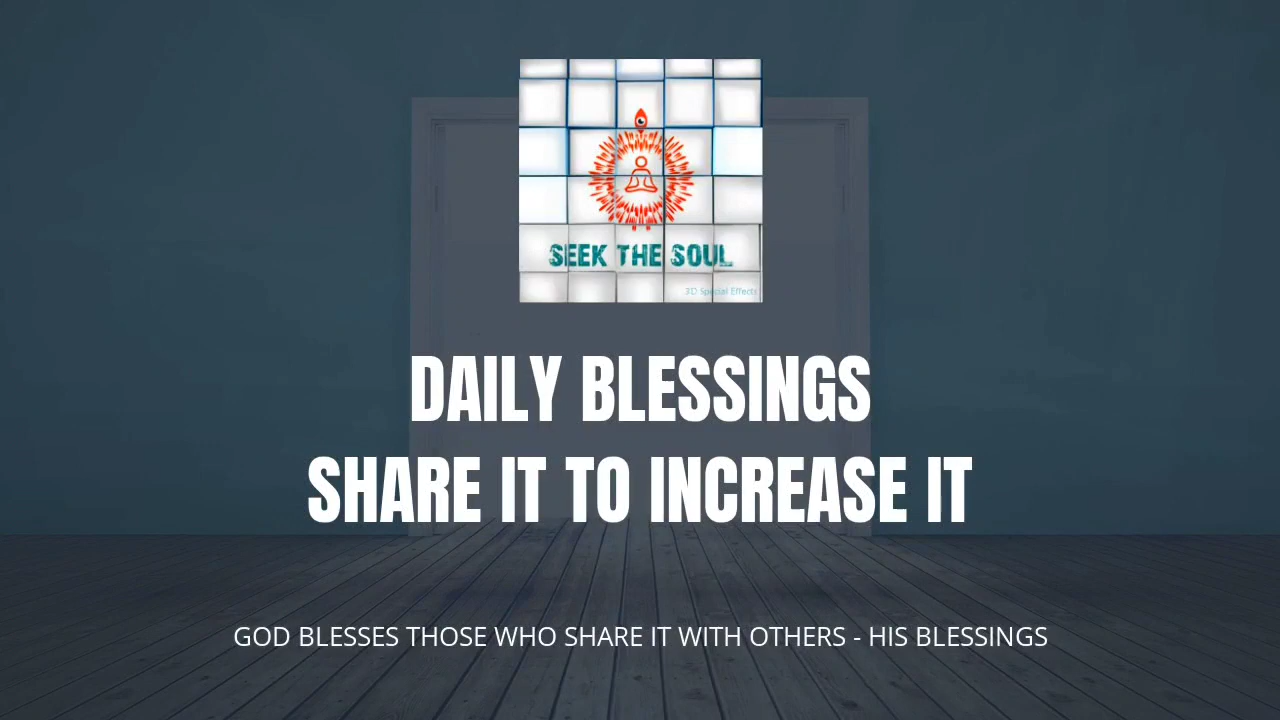 SEEK THE SOUL
3D Special Effects
DAILY BLESSINGS
SHARE IT TO INCREASE IT
GOD BLESSES THOSE WHO SHARE IT WITH OTHERS - HIS BLESSINGS